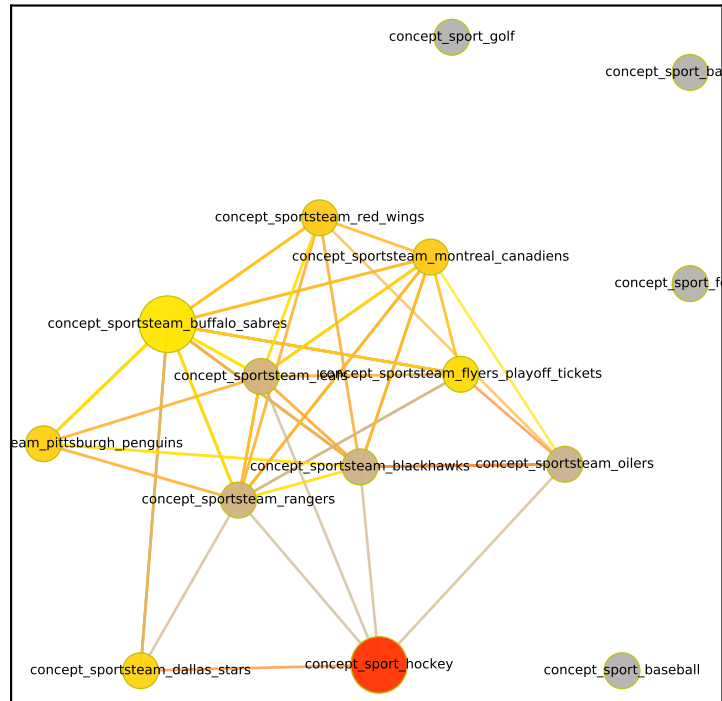 concept_sport_golf
concept_sport_ba
concept_sportsteam_red_wings
concept_sportsteam_montreal_canadiens
concept_sport_fo
concept_sportsteam_buffalo_sabres
concept_sportsteam_leafs
concept_sportsteam_flyers_playoff_tickets
eam_pittsburgh_penguins
concept_sportsteam_blackhawks
concept_sportsteam_oilers
concept_sportsteam_rangers
concept_sportsteam_dallas_stars
concept_sport_hockey
concept_sport_baseball